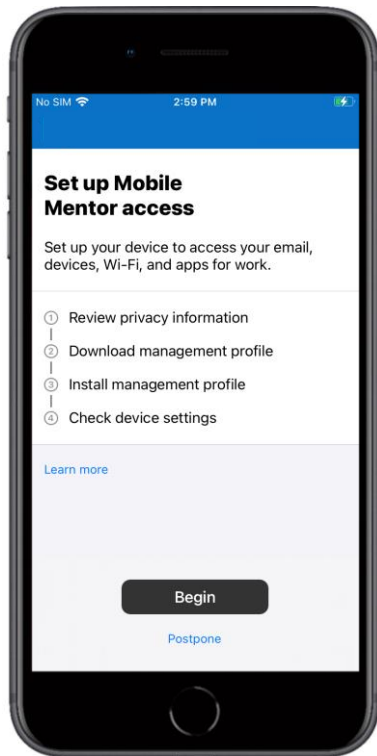 No SIM 2:59 PM
Set up Mobile
Mentor access
Set up your device to access your email,
devices, Wi-Fi, and apps for work.
1 Review privacy information
2 Download management profile
3 Install management profile
4 Check device settings
Learn more
Begin
Postpone